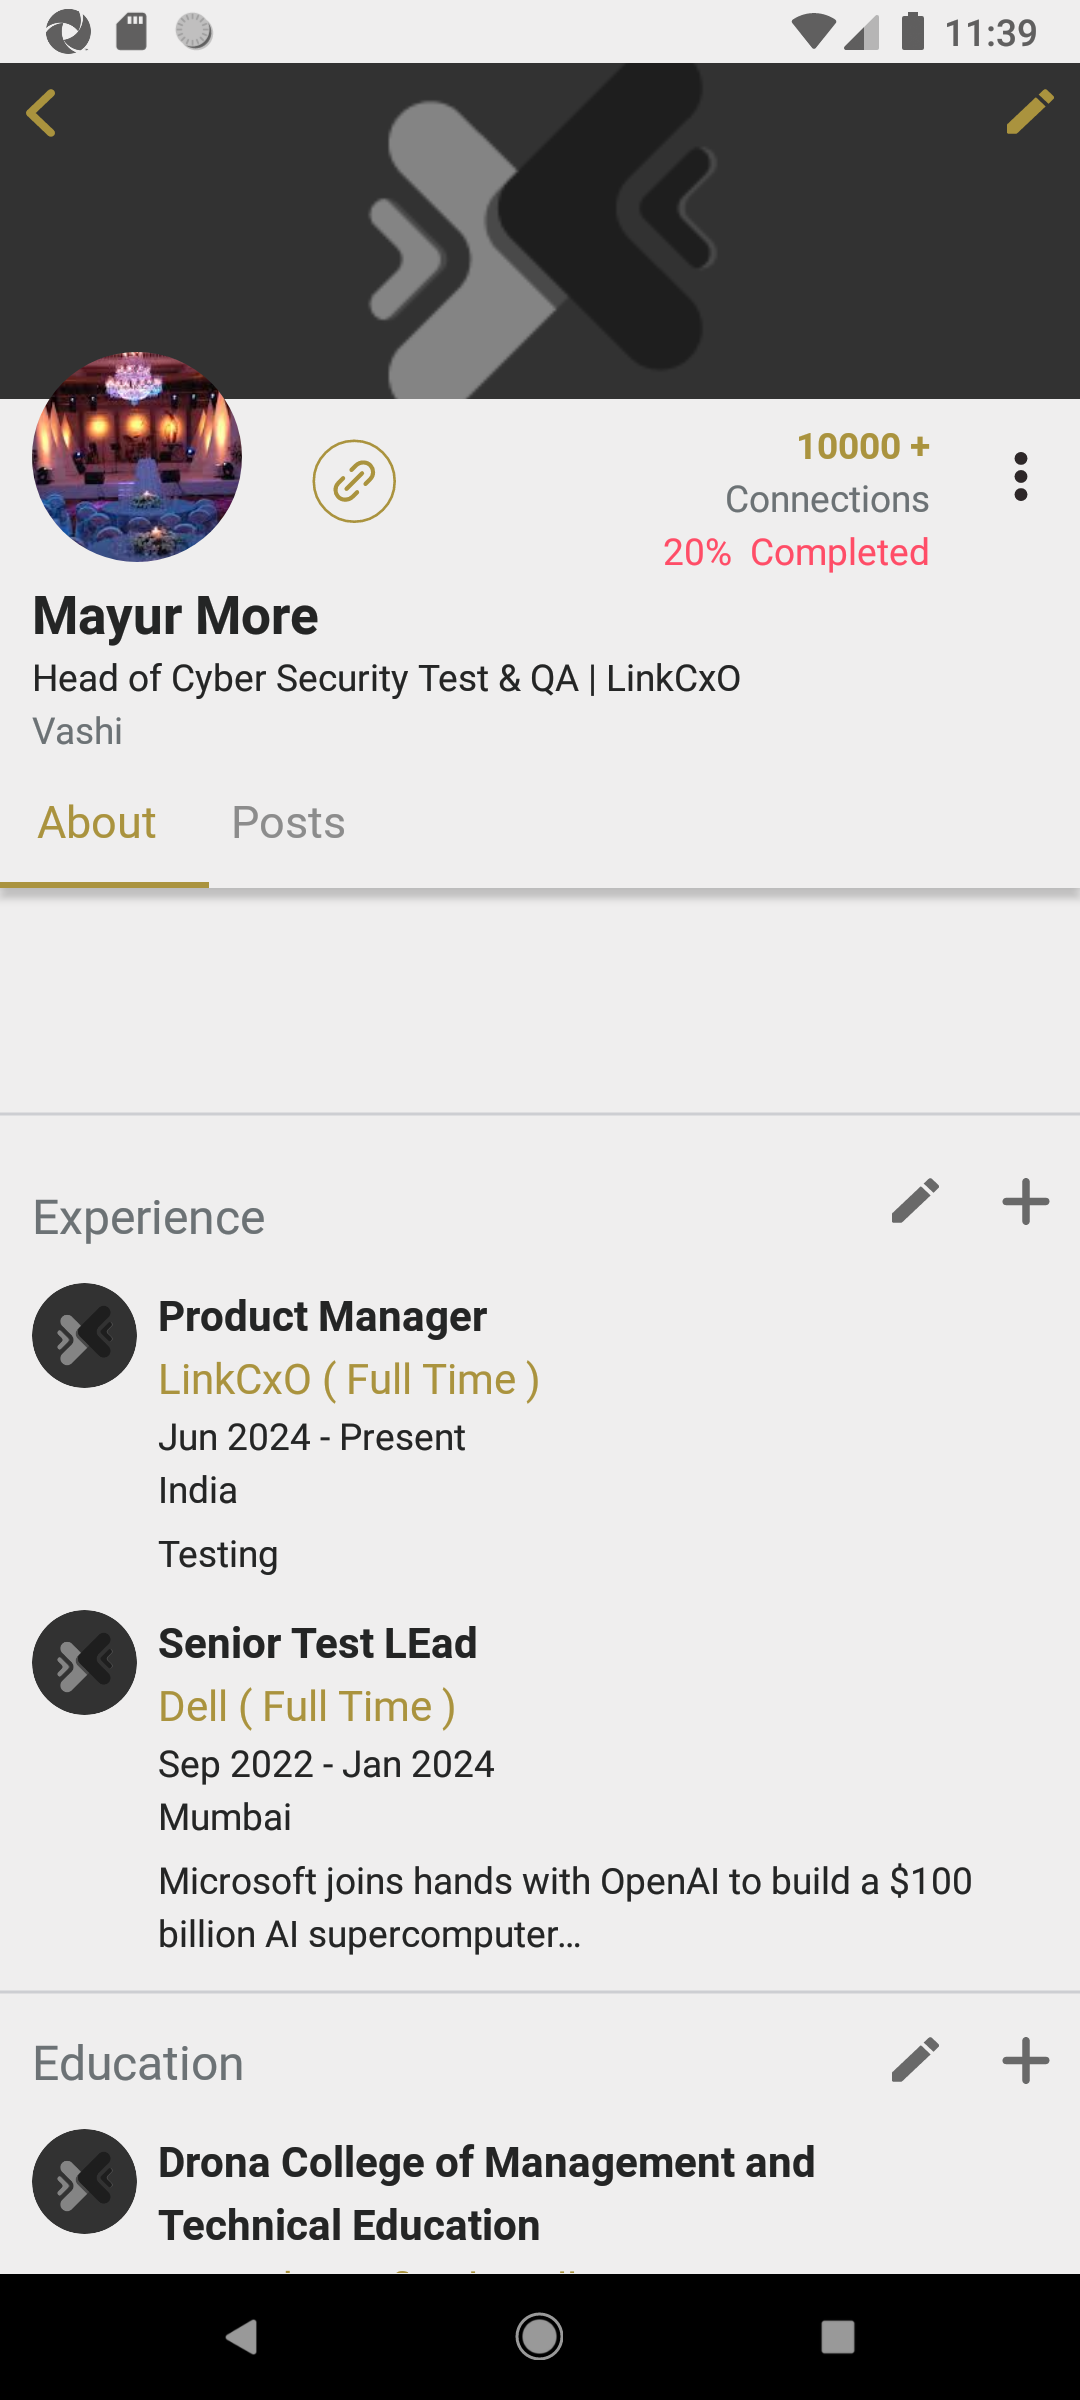 11:39
10000 +
Connections
20% Completed
Mayur More
Head of Cyber Security Test & QA | LinkCxO
Vashi
About Posts
Experience
Product Manager
LinkCxO ( Full Time )
Jun 2024 - Present
India
Testing
Senior Test LEad
Dell ( Full Time )
Sep 2022 - Jan 2024
Mumbai
Microsoft joins hands with OpenAI to build a $100
billion AI supercomputer...
Education
Drona College of Management and
Technical Education